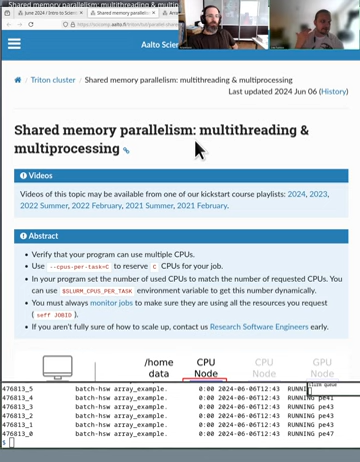 Shared memory parallelism: multithreading & multiprocessing
June 2024 / Intro to Scien
Shared memory parallelis
Arra
https://scicomp.aalto.fi/triton/tut/parallel-shared
Aalto Scien
/ Triton cluster / Shared memory parallelism: multithreading & multiprocessing
Last updated 2024 Jun 06 (History)
Shared memory parallelism: multithreading &
multiprocessing
Videos
Videos of this topic may be available from one of our kickstart course playlists: 2024, 2023,
2022 Summer, 2022 February, 2021 Summer, 2021 February.
Abstract
• Verify that your program can use multiple CPUs.
• Use --cpus-per-task=C to reserve C CPUs for your job.
• In your program set the number of used CPUs to match the number of requested CPUs. You
can use $SLURM_CPUS_PER_TASK environment variable to get this number dynamically.
• You must always monitor jobs to make sure they are using all the resources you request
( seff JOBID ).
• If you aren't fully sure of how to scale up, contact us Research Software Engineers early.
/home
data
CPU
Node
CPU
Node
GPU
Node
slurm queue
476813_5 batch-hsw array_example. 0:00 2024-06-06T12:43 RUNNI
476813_4 batch-hsw array_example. 0:00 2024-06-06T12:43 RUNNING pe41
476813_3 batch-hsw array_example. 0:00 2024-06-06T12:43 RUNNING pe43
476813_2 batch-hsw array_example. 0:00 2024-06-06T12:43 RUNNING pe43
476813_1 batch-hsw array_example. 0:00 2024-06-06T12:43 RUNNING pe43
476813_0 batch-hsw array_example. 0:00 2024-06-06T12:43 RUNNING pe47
$